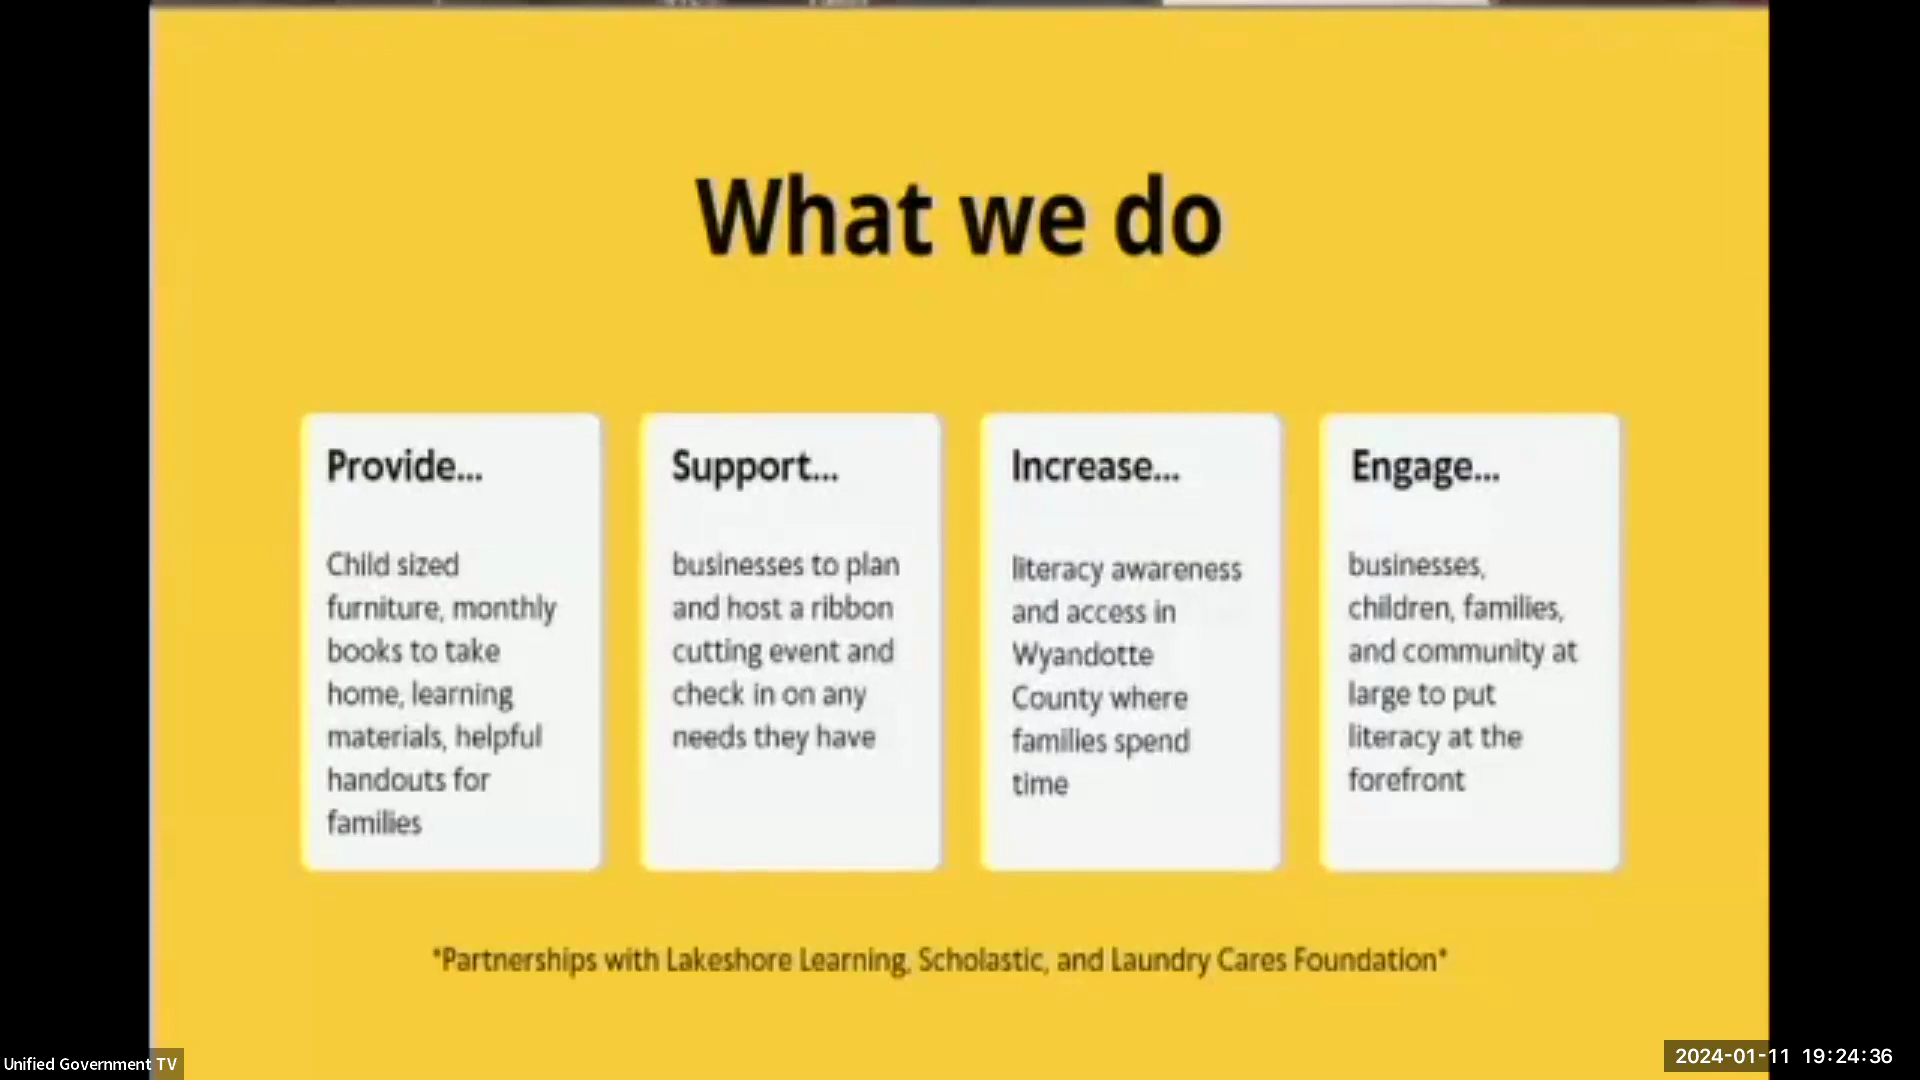 What we do
Provide...
Child sized
furniture, monthly
books to take
home, learning
materials, helpful
handouts for
families
Support...
businesses to plan
and host a ribbon
cutting event and
check in on any
needs they have
Increase...
literacy awareness
and access in
Wyandotte
County where
families spend
time
Engage...
businesses,
children, families,
and community at
large to put
literacy at the
forefront
*Partnerships with Lakeshore Learning, Scholastic, and Laundry Cares Foundation*
Unified Government TV
2024-01-11 19:24:36